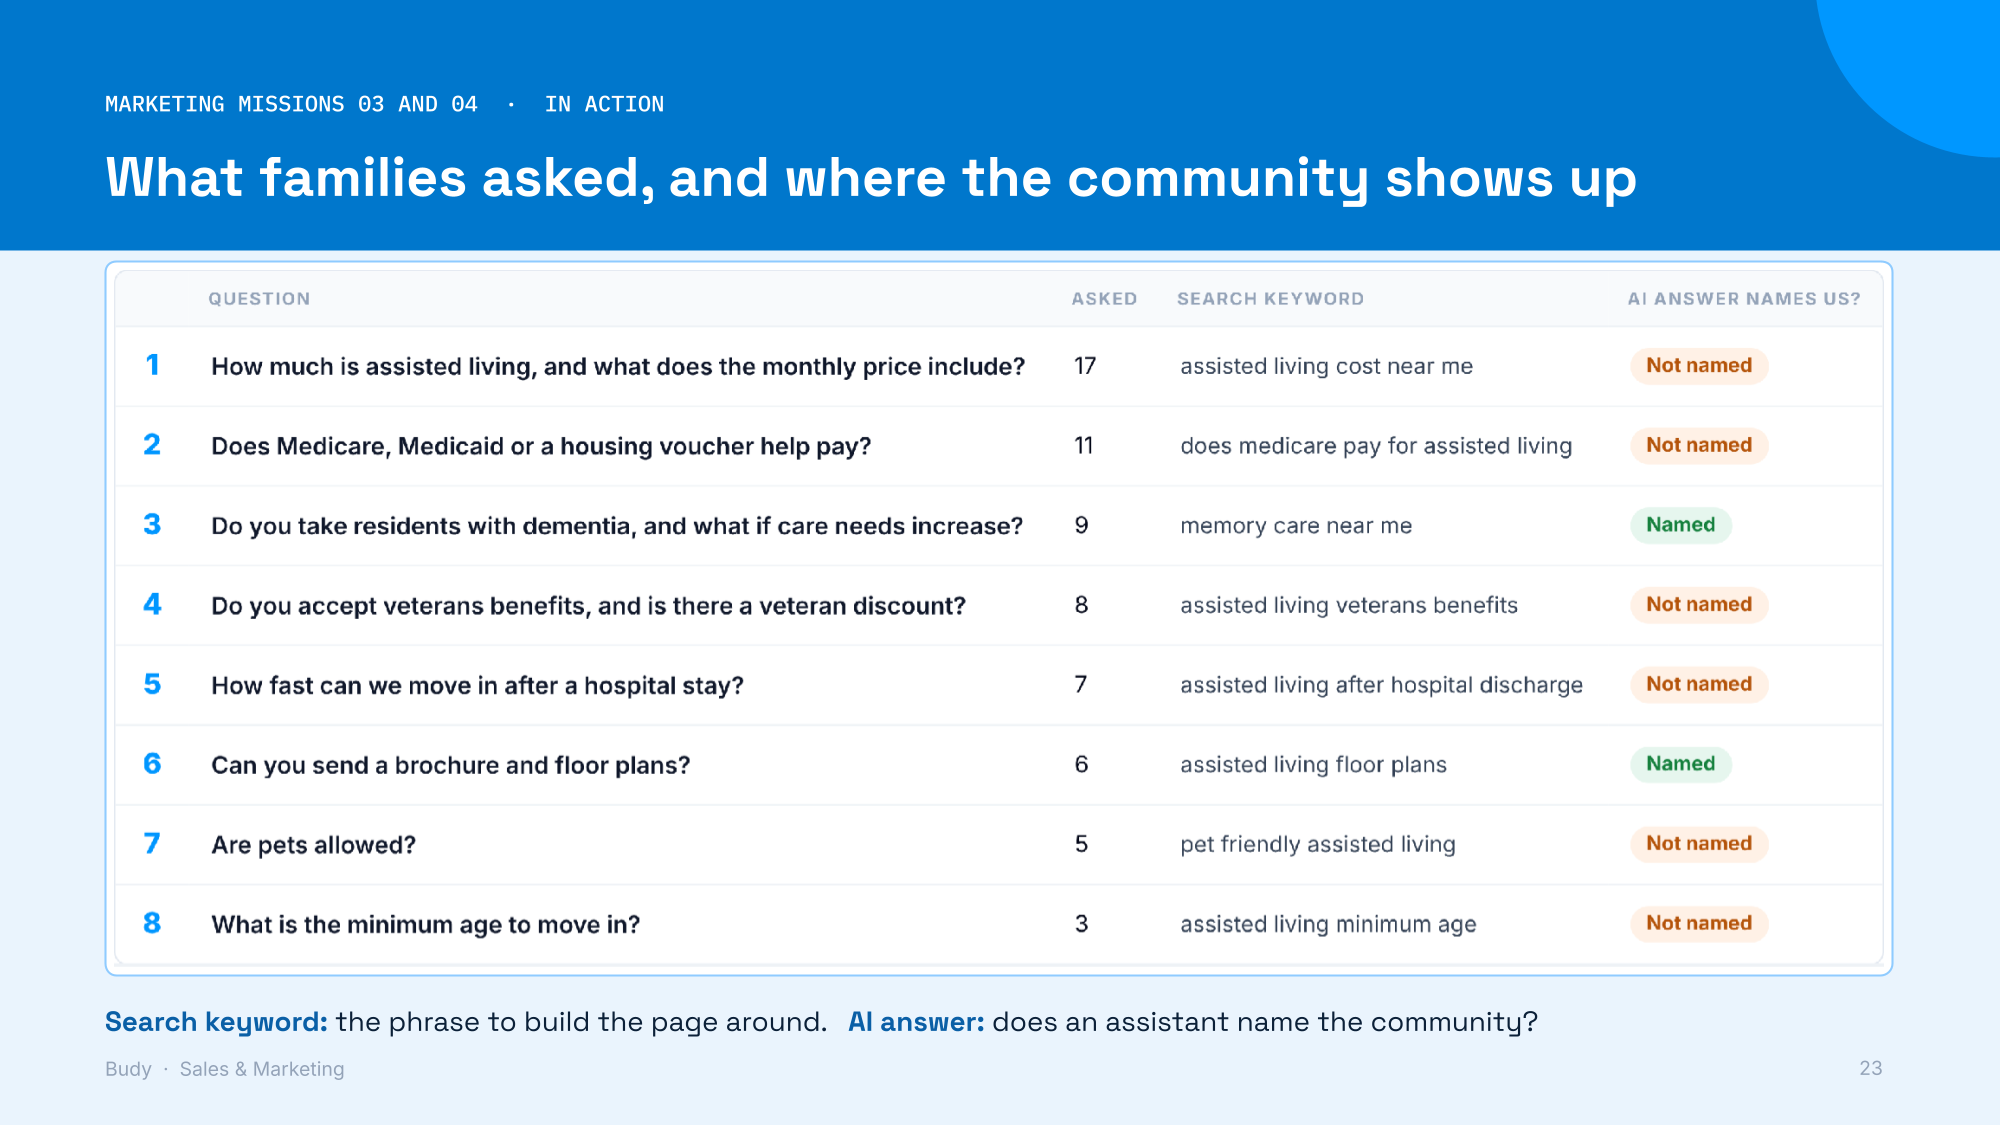 MARKETING MISSIONS 03 AND 04 · IN ACTION
What families asked, and where the community shows up
QUESTION ASKED SEARCH KEYWORD AI ANSWER NAMES US?
1 How much is assisted living, and what does the monthly price include? 17 assisted living cost near me Not named
2 Does Medicare, Medicaid or a housing voucher help pay? 11 does medicare pay for assisted living Not named
3 Do you take residents with dementia, and what if care needs increase? 9 memory care near me Named
4 Do you accept veterans benefits, and is there a veteran discount? 8 assisted living veterans benefits Not named
5 How fast can we move in after a hospital stay? 7 assisted living after hospital discharge Not named
6 Can you send a brochure and floor plans? 6 assisted living floor plans Named
7 Are pets allowed? 5 pet friendly assisted living Not named
8 What is the minimum age to move in? 3 assisted living minimum age Not named
Search keyword: the phrase to build the page around. AI answer: does an assistant name the community?
Budy · Sales & Marketing 23